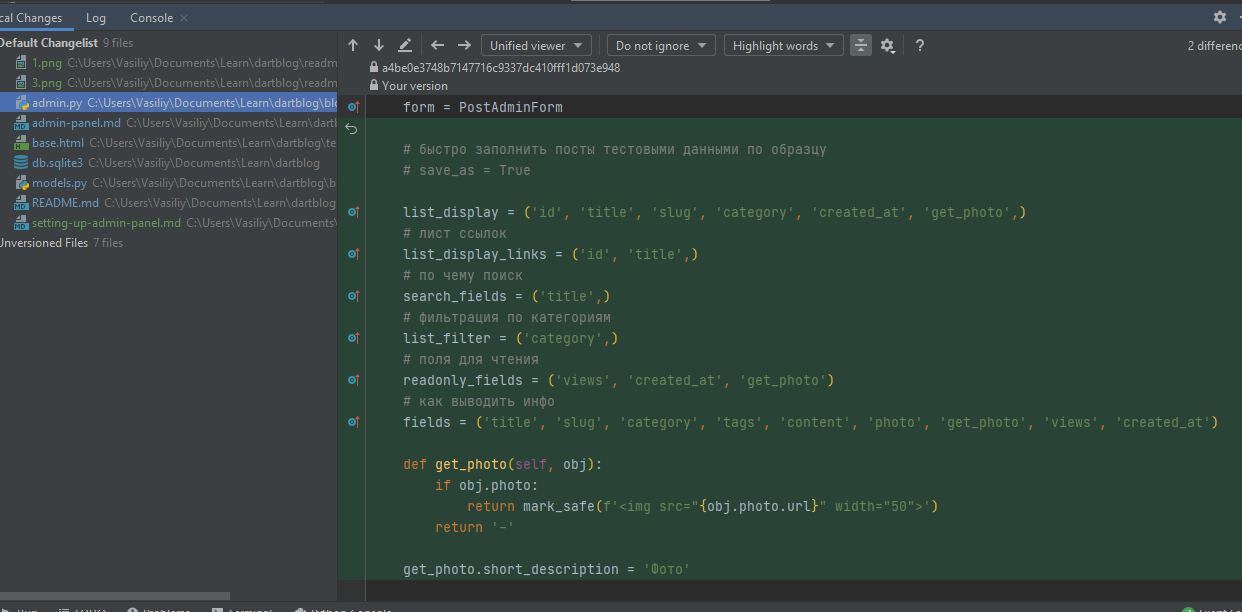 cal Changes Log Console
Default Changelist 9 files
1.png C:\Users\Vasiliy\Documents\Learn\dartblog\readm
3.png C:\Users\Vasiliy\Documents\Learn\dartblog\readm
admin.py C:\Users\Vasiliy\Documents\Learn\dartblog\blo
admin-panel.md C:\Users\Vasiliy\Documents\Learn\dartl
base.html C:\Users\Vasiliy\Documents\Learn\dartblog\te
db.sqlite3 C:\Users\Vasiliy\Documents\Learn\dartblog
models.py C:\Users\Vasiliy\Documents\Learn\dartblog\b
README.md C:\Users\Vasiliy\Documents\Learn\dartblog
setting-up-admin-panel.md C:\Users\Vasiliy\Documents\
Unversioned Files 7 files
Unified viewer Do not ignore Highlight words ? 2 differenc
a4be0e3748b7147716c9337dc410fff1d073e948
Your version
form = PostAdminForm
# быстро заполнить посты тестовыми данными по образцу
# save_as = True
list_display = ('id', 'title', 'slug', 'category', 'created_at', 'get_photo',)
# лист ссылок
list_display_links = ('id', 'title',)
# по чему поиск
search_fields = ('title',)
# фильтрация по категориям
list_filter = ('category',)
# поля для чтения
readonly_fields = ('views', 'created_at', 'get_photo')
# как выводить инфо
fields = ('title', 'slug', 'category', 'tags', 'content', 'photo', 'get_photo', 'views', 'created_at')
def get_photo(self, obj):
if obj.photo:
return mark_safe(f'<img src="{obj.photo.url}" width="50">')
return '-'
get_photo.short_description = 'Фото'